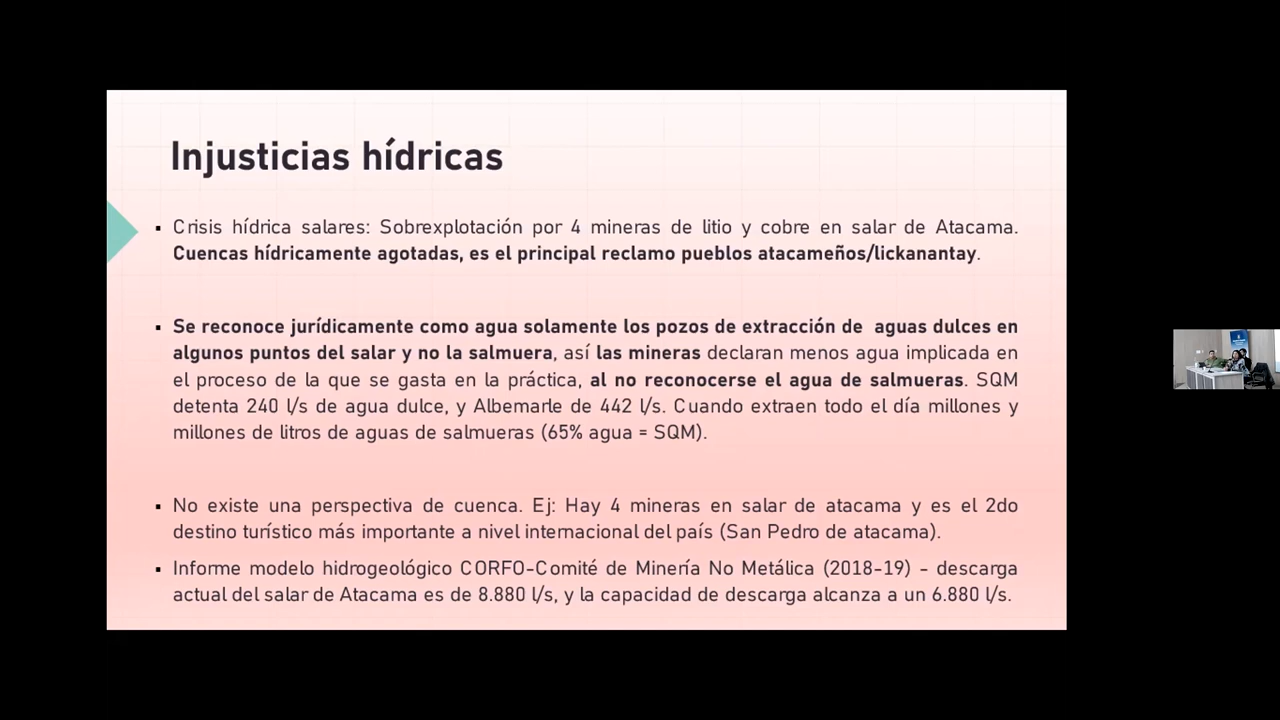 Injusticias hídricas
▪ Crisis hídrica salares: Sobrexplotación por 4 mineras de litio y cobre en salar de Atacama.
Cuencas hídricamente agotadas, es el principal reclamo pueblos atacameños/lickanantay.
▪ Se reconoce jurídicamente como agua solamente los pozos de extracción de aguas dulces en
algunos puntos del salar y no la salmuera, así las mineras declaran menos agua implicada en
el proceso de la que se gasta en la práctica, al no reconocerse el agua de salmueras. SQM
detenta 240 l/s de agua dulce, y Albemarle de 442 l/s. Cuando extraen todo el día millones y
millones de litros de aguas de salmueras (65% agua = SQM).
▪ No existe una perspectiva de cuenca. Ej: Hay 4 mineras en salar de atacama y es el 2do
destino turístico más importante a nivel internacional del país (San Pedro de atacama).
▪ Informe modelo hidrogeológico CORFO-Comité de Minería No Metálica (2018-19) - descarga
actual del salar de Atacama es de 8.880 l/s, y la capacidad de descarga alcanza a un 6.880 l/s.